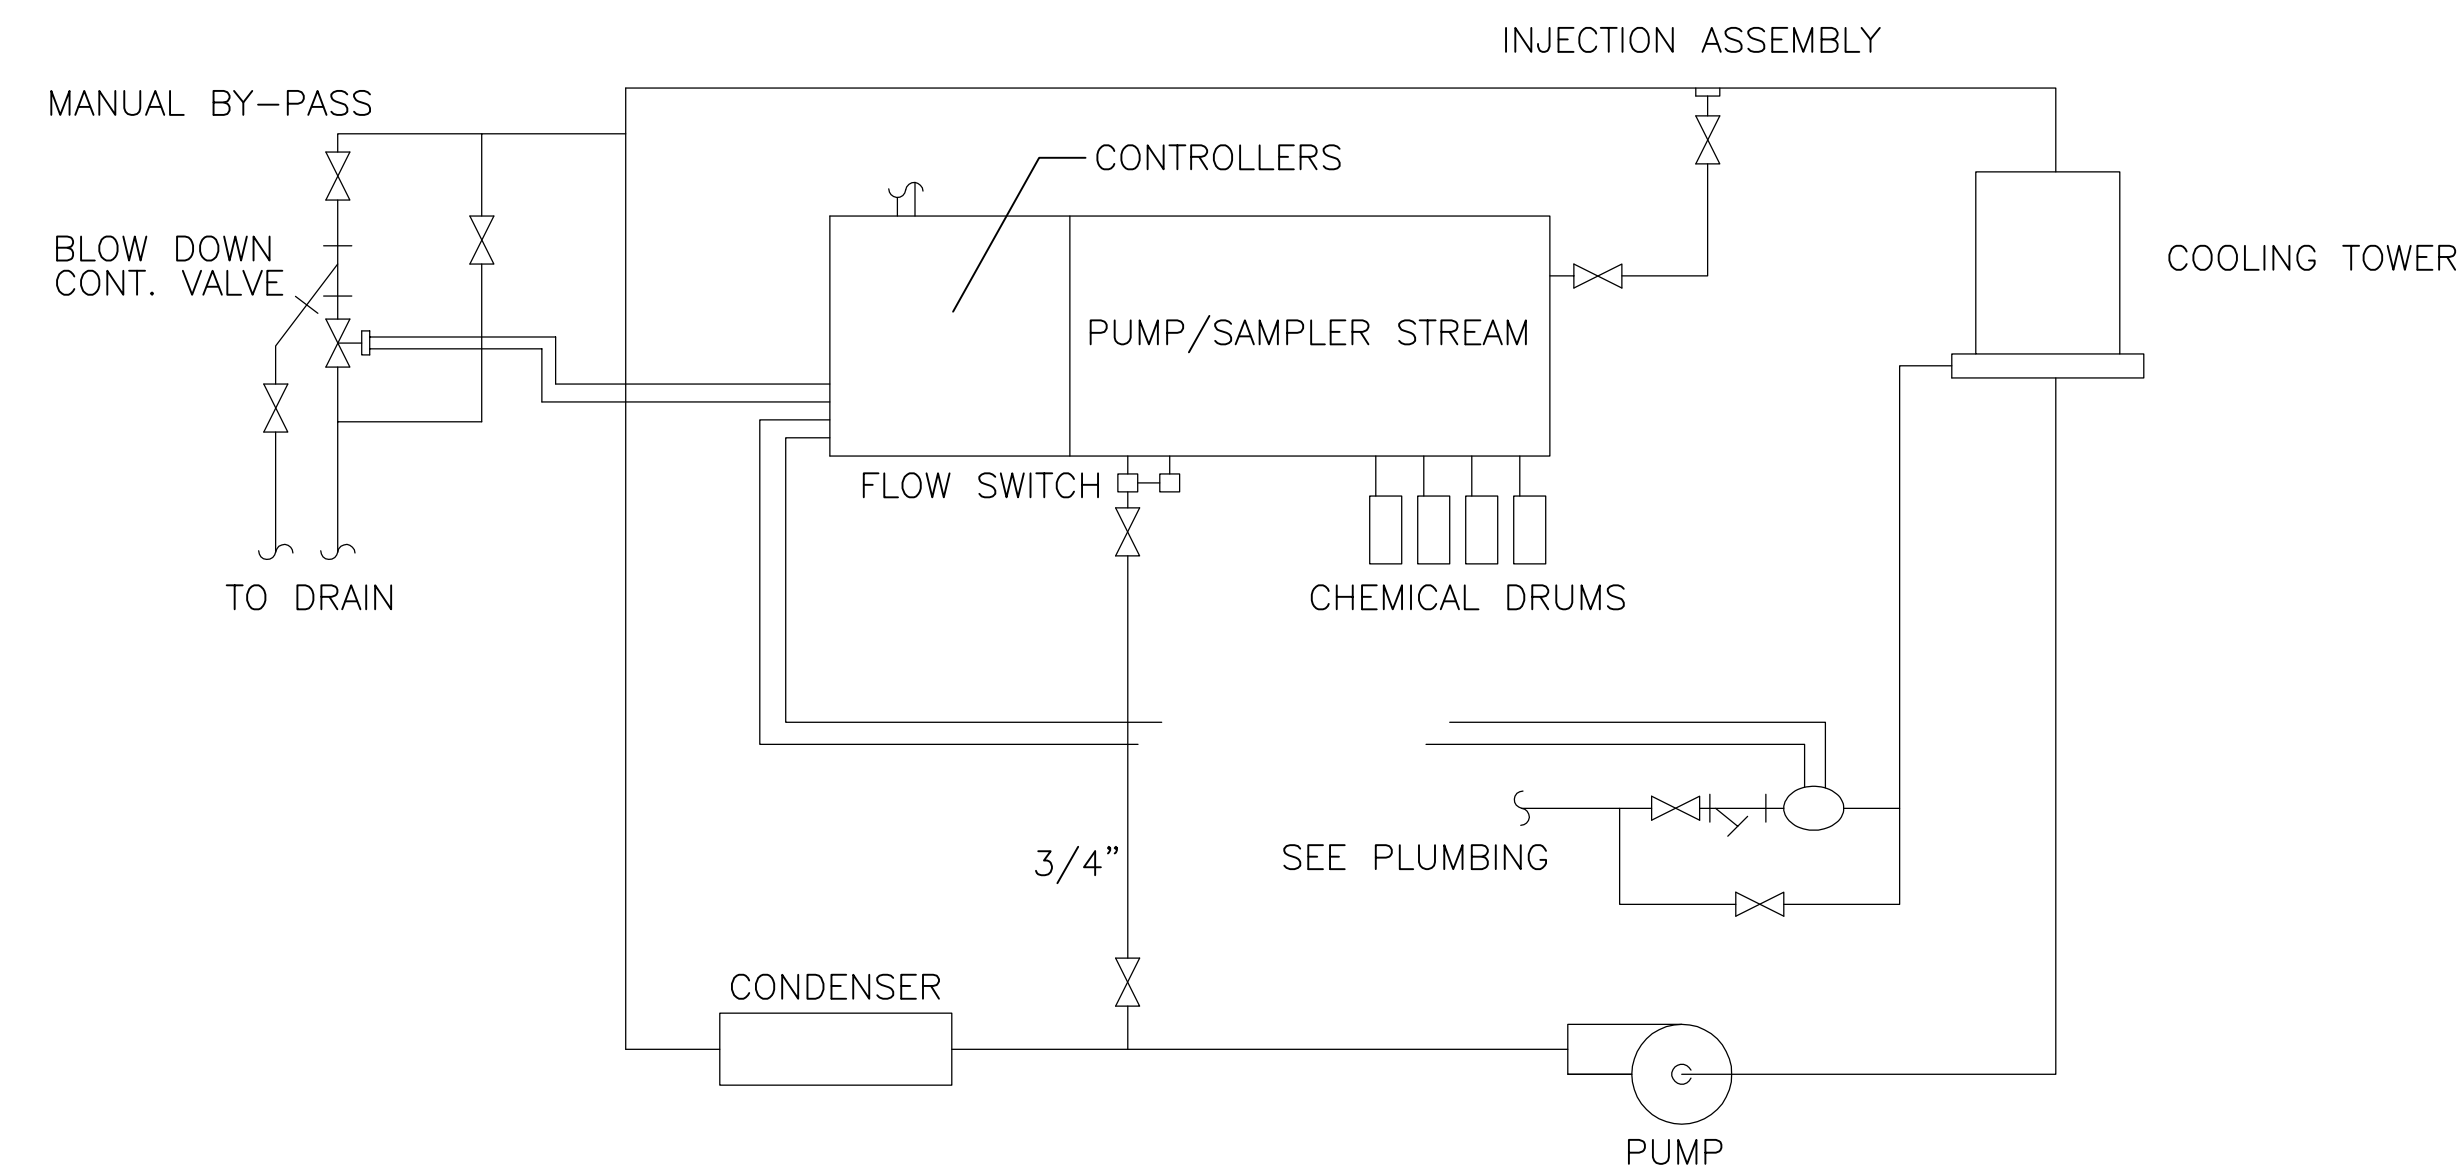 INJECTION ASSEMBLY
MANUAL BY-PASS
CONTROLLERS
BLOW DOWN
CONT. VALVE
COOLING TOWER
PUMP/SAMPLER STREAM
FLOW SWITCH
CHEMICAL DRUMS
TO DRAIN
3/4"
SEE PLUMBING
CONDENSER
PUMP